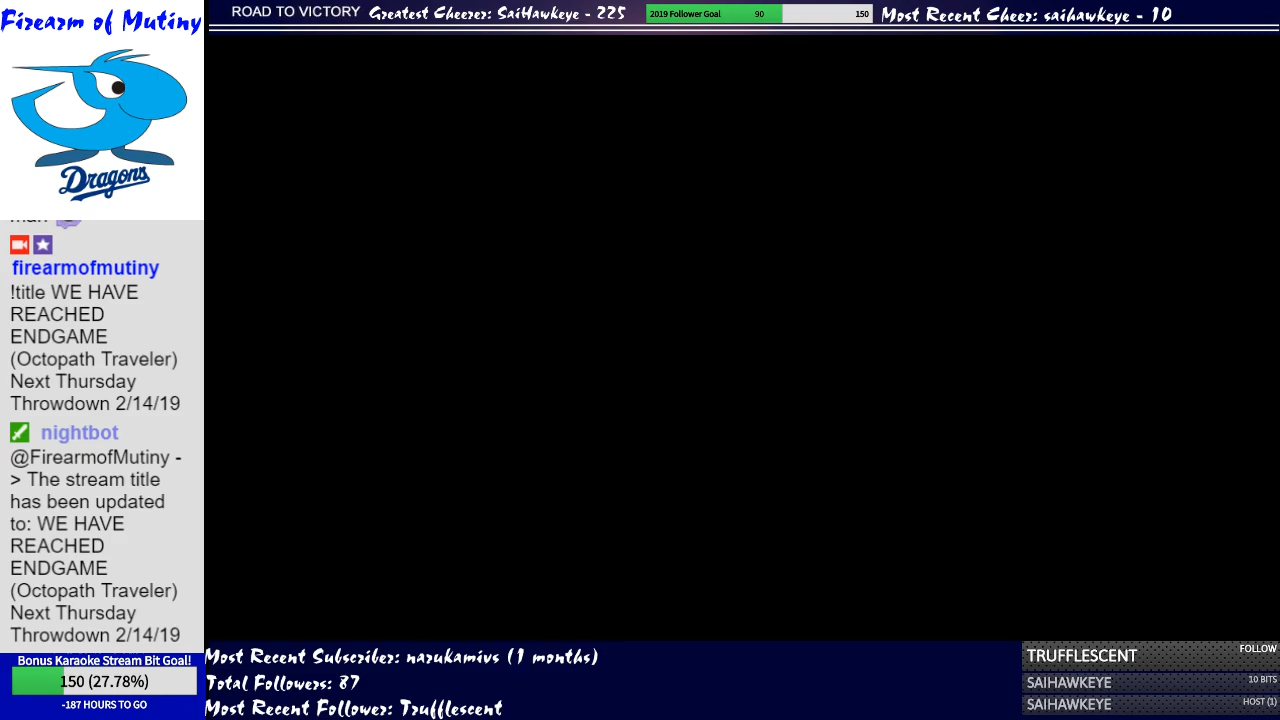 Firearm of Mutiny
Dragons
ROAD TO VICTORY
Greatest Cheerer: SaiHawkeye - 225
2019 Follower Goal 90 150
Most Recent Cheer: saihawkeye - 10
firearmofmutiny
!title WE HAVE
REACHED
ENDGAME
(Octopath Traveler)
Next Thursday
Throwdown 2/14/19
nightbot
@FirearmofMutiny -
> The stream title
has been updated
to: WE HAVE
REACHED
ENDGAME
(Octopath Traveler)
Next Thursday
Throwdown 2/14/19
Bonus Karaoke Stream Bit Goal!
150 (27.78%)
-187 HOURS TO GO
Most Recent Subscriber: narukamivs (1 months)
Total Followers: 87
Most Recent Follower: Trufflescent
TRUFFLESCENT FOLLOW
SAIHAWKEYE 10 BITS
SAIHAWKEYE HOST (1)